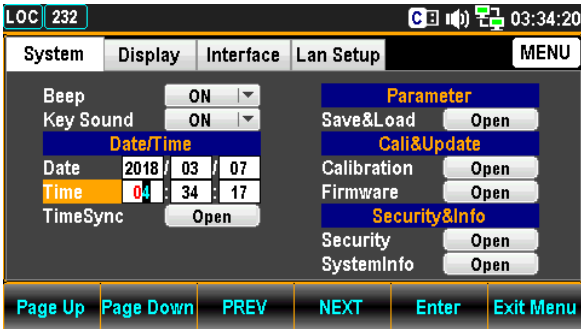 LOC 232 C 03:34:20
System Display Interface Lan Setup MENU
Beep ON
Key Sound ON
Date/Time
Date 2018 / 03 / 07
Time 04 : 34 : 17
TimeSync Open
Parameter
Save&Load Open
Cali&Update
Calibration Open
Firmware Open
Security&Info
Security Open
SystemInfo Open
Page Up Page Down PREV NEXT Enter Exit Menu